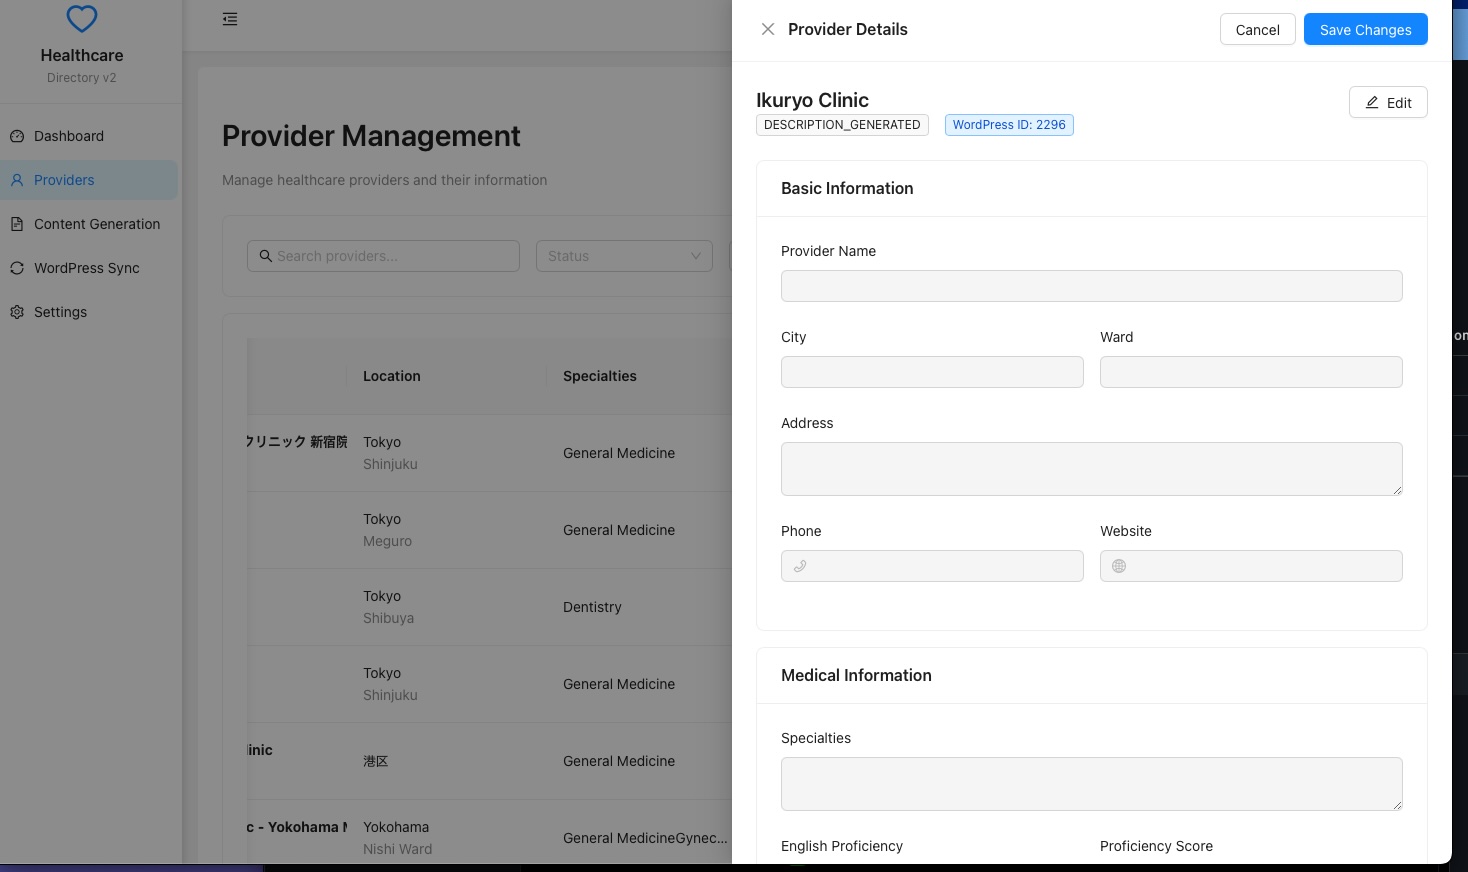 Healthcare
Directory v2
Dashboard
Providers
Content Generation
WordPress Sync
Settings
Provider Management
Manage healthcare providers and their information
Search providers...
Status
Location
Specialties
クリニック 新宿院
Tokyo
Shinjuku
General Medicine
Tokyo
Meguro
General Medicine
Tokyo
Shibuya
Dentistry
Tokyo
Shinjuku
General Medicine
linic
港区
General Medicine
c - Yokohama
Yokohama
Nishi Ward
General MedicineGynec...
Provider Details
Cancel
Save Changes
Ikuryo Clinic
Edit
DESCRIPTION_GENERATED
WordPress ID: 2296
Basic Information
Provider Name
City
Ward
Address
Phone
Website
Medical Information
Specialties
English Proficiency
Proficiency Score